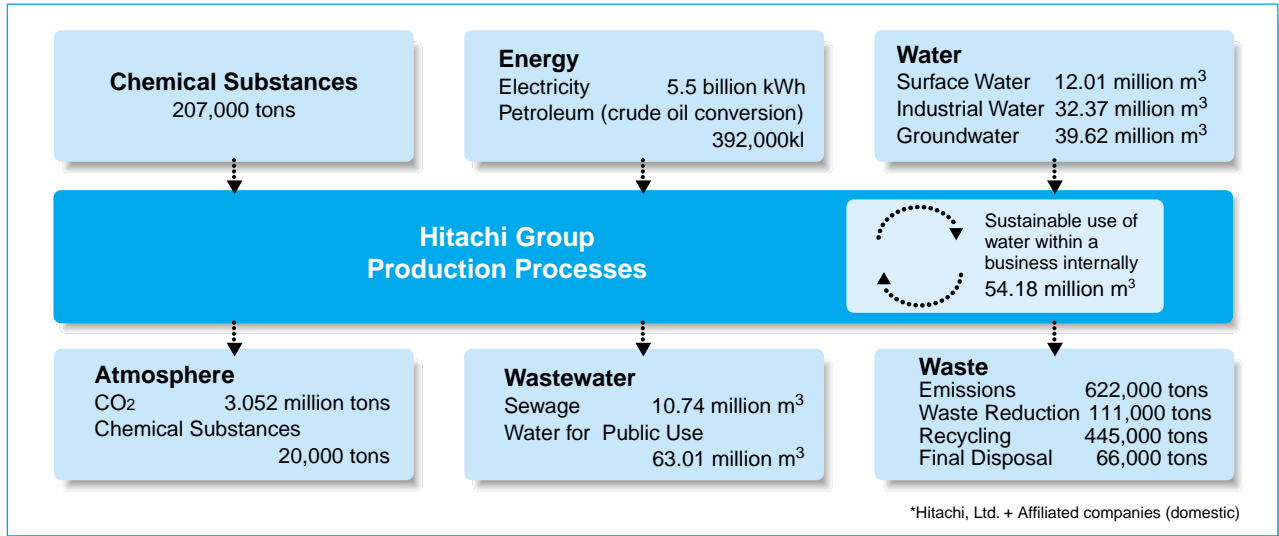 Chemical Substances
207,000 tons
Energy
Electricity 5.5 billion kWh
Petroleum (crude oil conversion)
392,000kl
Water
Surface Water 12.01 million m³
Industrial Water 32.37 million m³
Groundwater 39.62 million m³
Hitachi Group
Production Processes
Sustainable use of
water within a
business internally
54.18 million m³
Atmosphere
CO2 3.052 million tons
Chemical Substances
20,000 tons
Wastewater
Sewage 10.74 million m³
Water for Public Use
63.01 million m³
Waste
Emissions 622,000 tons
Waste Reduction 111,000 tons
Recycling 445,000 tons
Final Disposal 66,000 tons
*Hitachi, Ltd. + Affiliated companies (domestic)